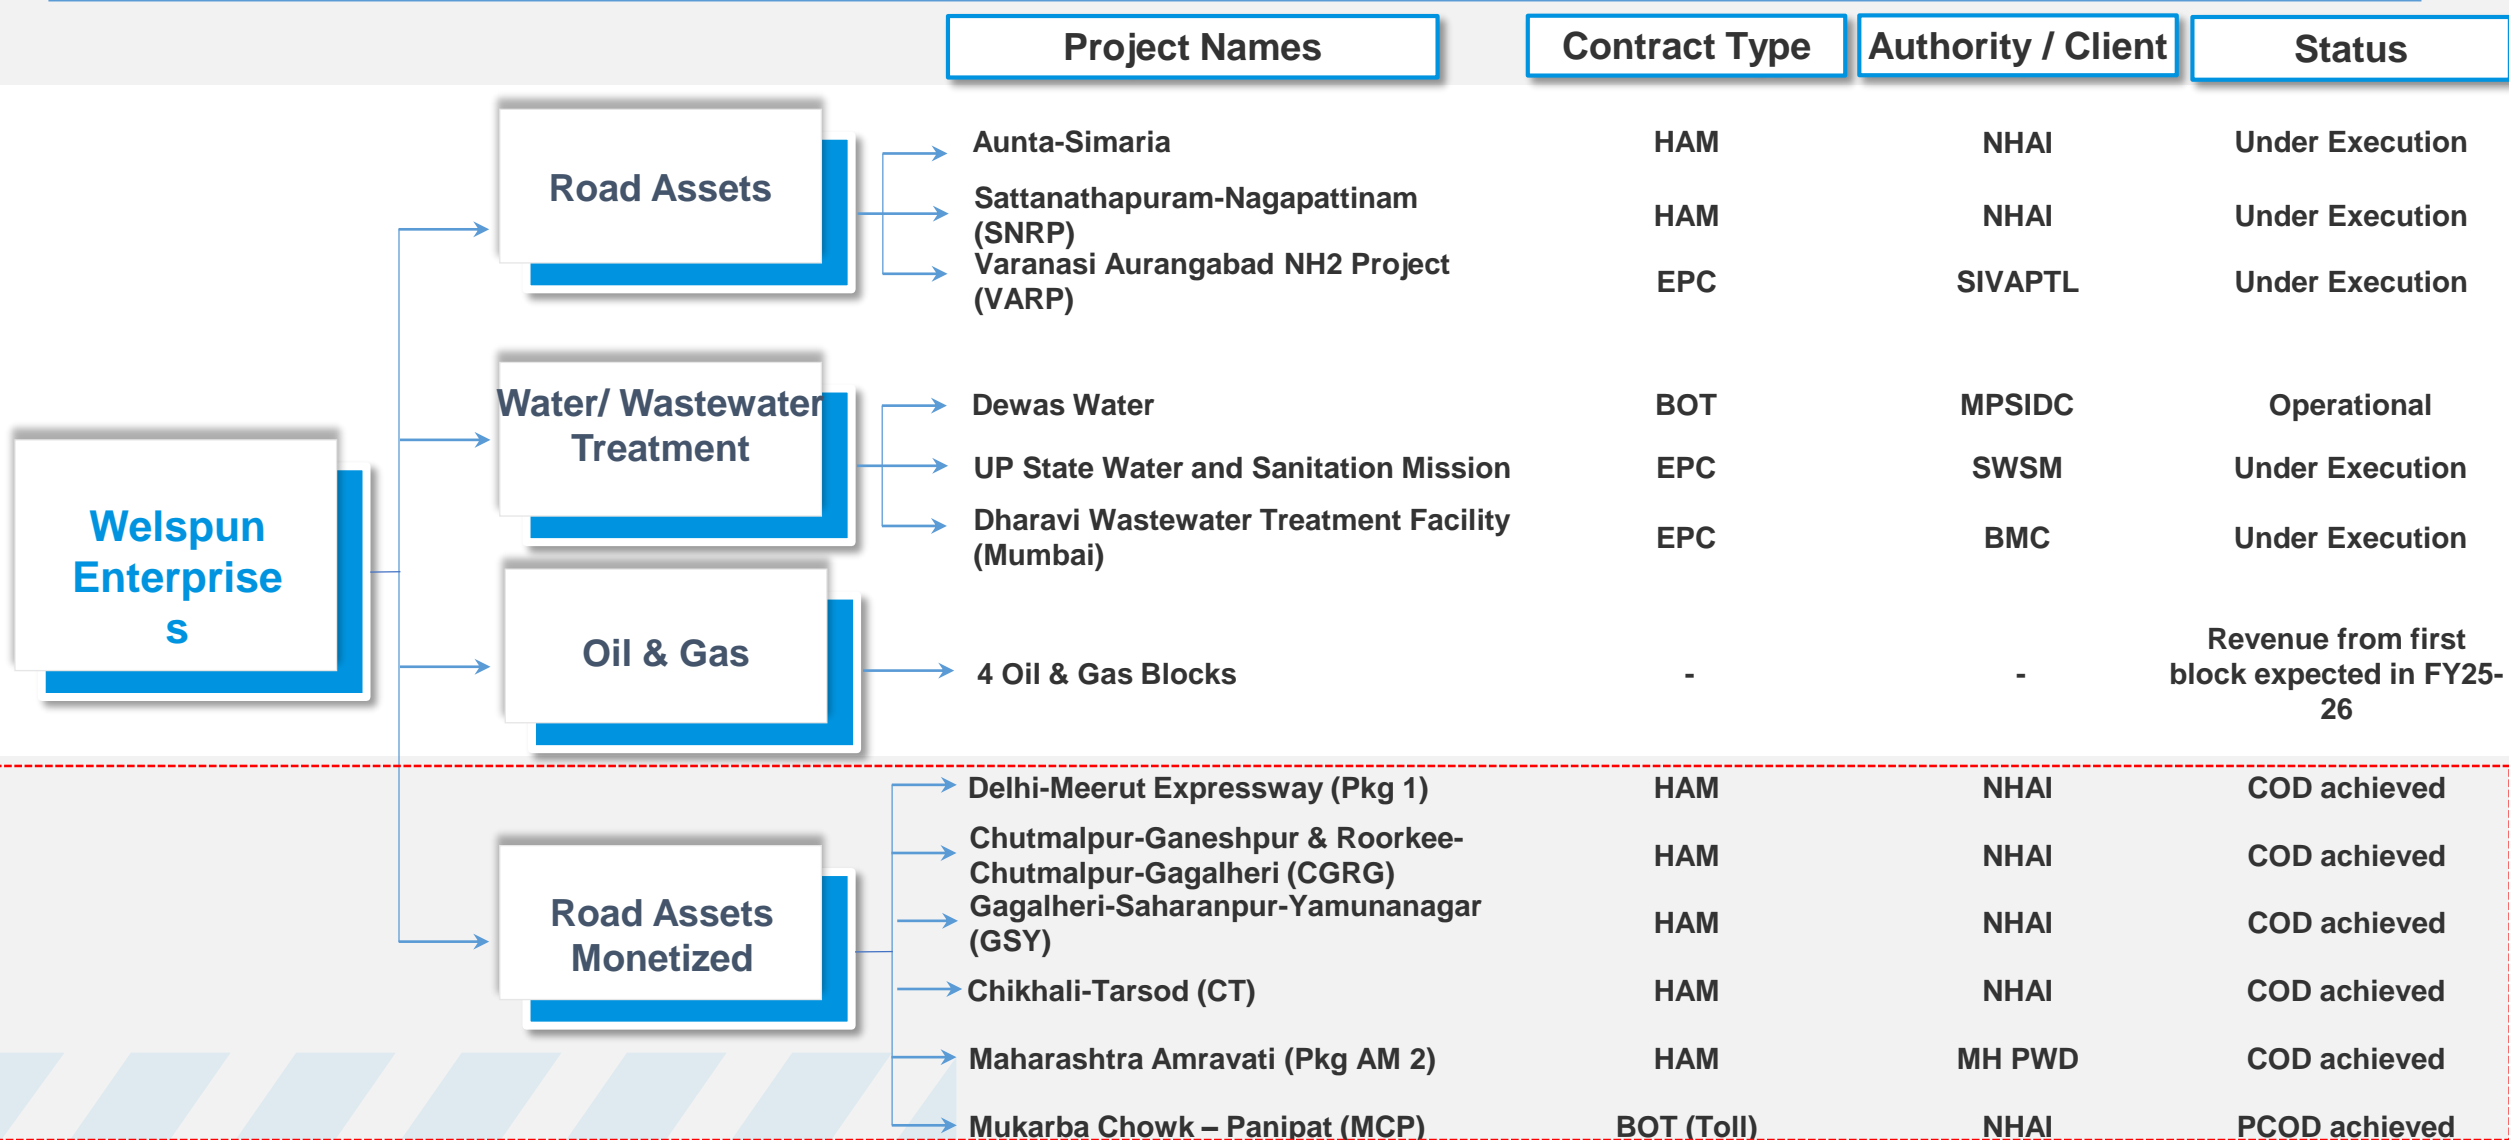 Project Names Contract Type Authority / Client Status
Road Assets
Aunta-Simaria HAM NHAI Under Execution
Sattanathapuram-Nagapattinam
(SNRP) HAM NHAI Under Execution
Varanasi Aurangabad NH2 Project
(VARP) EPC SIVAPTL Under Execution
Water/ Wastewater
Treatment
Dewas Water BOT MPSIDC Operational
UP State Water and Sanitation Mission EPC SWSM Under Execution
Dharavi Wastewater Treatment Facility
(Mumbai) EPC BMC Under Execution
Welspun
Enterprise
s
Oil & Gas
4 Oil & Gas Blocks - - Revenue from first
block expected in FY25-
26
Road Assets
Monetized
Delhi-Meerut Expressway (Pkg 1) HAM NHAI COD achieved
Chutmalpur-Ganeshpur & Roorkee-
Chutmalpur-Gagalheri (CGRG) HAM NHAI COD achieved
Gagalheri-Saharanpur-Yamunanagar
(GSY) HAM NHAI COD achieved
Chikhali-Tarsod (CT) HAM NHAI COD achieved
Maharashtra Amravati (Pkg AM 2) HAM MH PWD COD achieved
Mukarba Chowk – Panipat (MCP) BOT (Toll) NHAI PCOD achieved